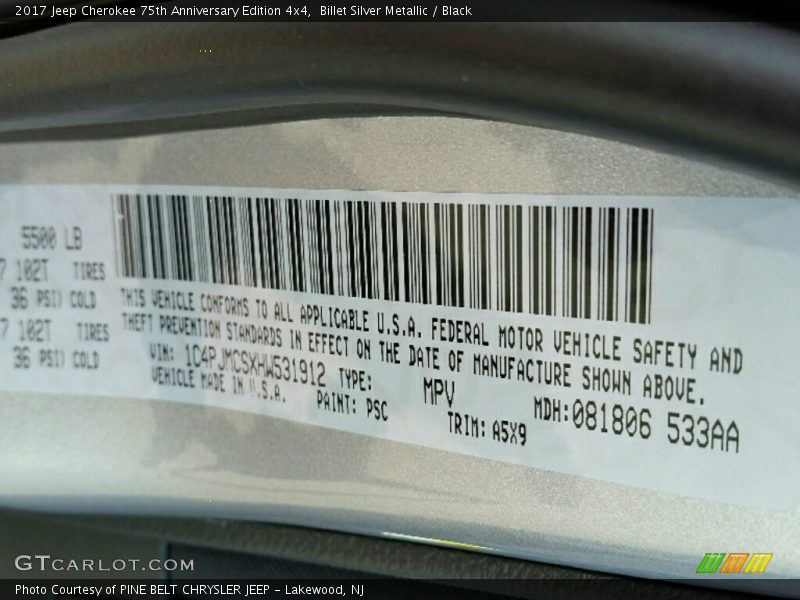 2017 Jeep Cherokee 75th Anniversary Edition 4x4, Billet Silver Metallic / Black
5500 LB
7 102T TIRES
36 PSI) COLD
7 102T TIRES
36 PSI) COLD
THIS VEHICLE CONFORMS TO ALL APPLICABLE U.S.A. FEDERAL MOTOR VEHICLE SAFETY AND
THEFT PREVENTION STANDARDS IN EFFECT ON THE DATE OF MANUFACTURE SHOWN ABOVE.
VIN: 1C4PJMCSXHW531912 TYPE: MPV MDH:081806 533AA
VEHICLE MADE IN U.S.A. PAINT: PSC TRIM: A5X9
GTCARLOT.COM
Photo Courtesy of PINE BELT CHRYSLER JEEP - Lakewood, NJ